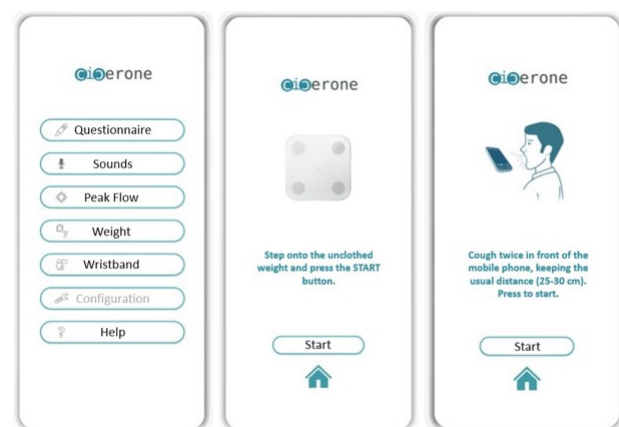 cicerone
Questionnaire
Sounds
Peak Flow
Weight
Wristband
Configuration
Help
cicerone
Step onto the unclothed
weight and press the START
button.
Start
cicerone
Cough twice in front of the
mobile phone, keeping the
usual distance (25-30 cm).
Press to start.
Start